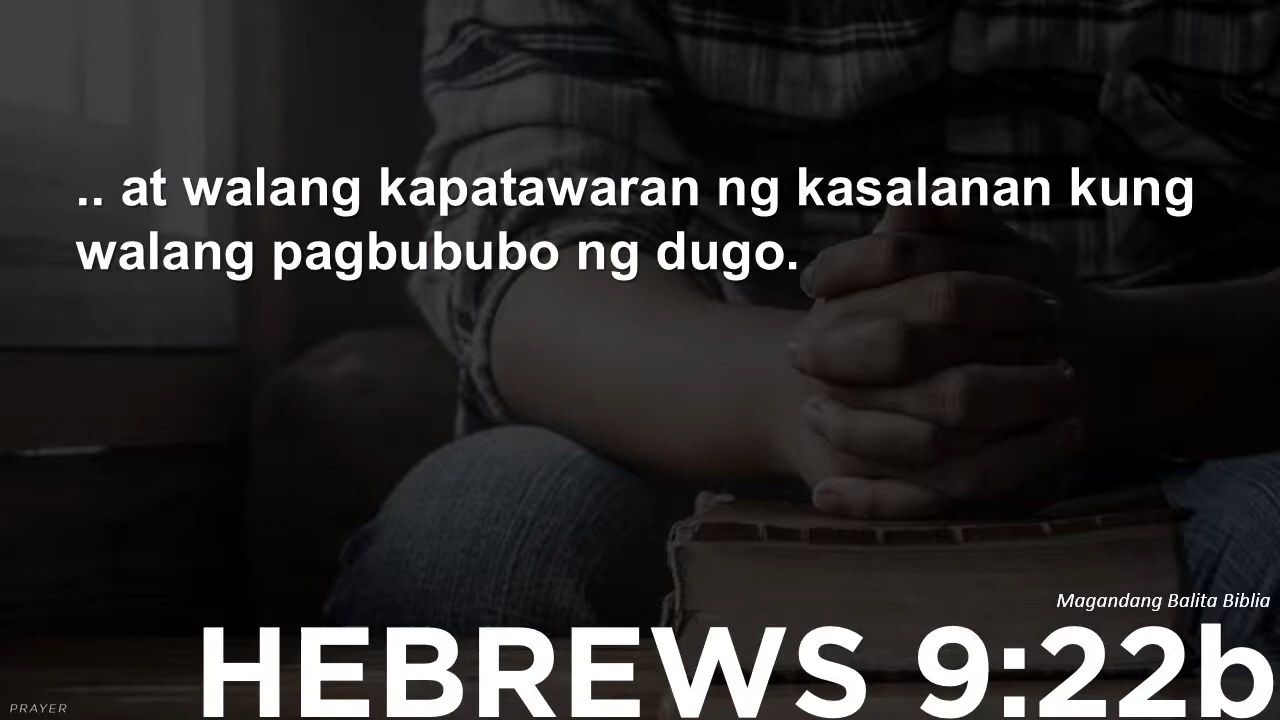 .. at walang kapatawaran ng kasalanan kung
walang pagbububo ng dugo.
Magandang Balita Biblia
HEBREWS 9:22b
PRAYER